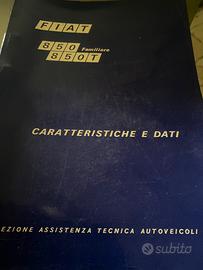 FIAT
850 Familiare
850T
CARATTERISTICHE E DATI
EZIONE ASSISTENZA TECNICA AUTOVEICOLI
subito